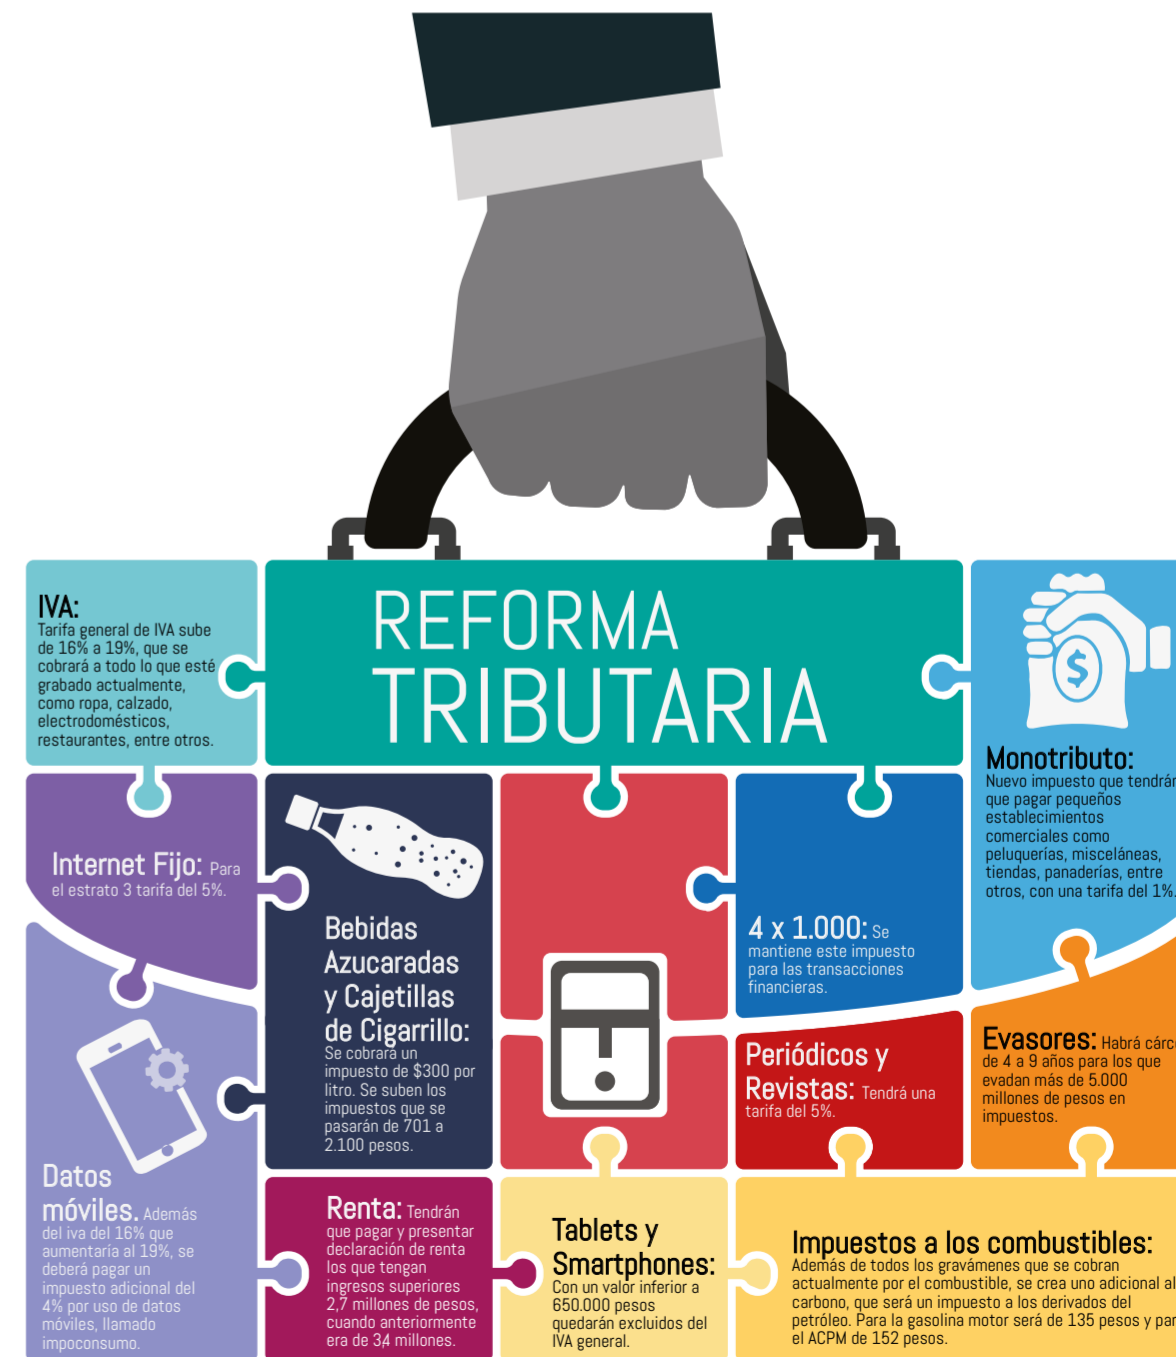 REFORMA
TRIBUTARIA
IVA:
Tarifa general de IVA sube
de 16% a 19%, que se
cobrará a todo lo que esté
grabado actualmente,
como ropa, calzado,
electrodomésticos,
restaurantes, entre otros.
$
Monotributo:
Nuevo impuesto que tendrán
que pagar pequeños
establecimientos
comerciales como
peluquerías, misceláneas,
tiendas, panaderías, entre
otros, con una tarifa del 1%.
Internet Fijo: Para
el estrato 3 tarifa del 5%.
Bebidas
Azucaradas
y Cajetillas
de Cigarrillo:
Se cobrará un
impuesto de $300 por
litro. Se suben los
impuestos que se
pasarán de 701 a
2.100 pesos.
4 x 1.000: Se
mantiene este impuesto
para las transacciones
financieras.
Periódicos y
Revistas: Tendrá una
tarifa del 5%.
Evasores: Habrá cárce
de 4 a 9 años para los que
evadan más de 5.000
millones de pesos en
impuestos.
Datos
móviles. Además
del iva del 16% que
aumentaría al 19%, se
deberá pagar un
impuesto adicional del
4% por uso de datos
móviles, llamado
impoconsumo.
Renta: Tendrán
que pagar y presentar
declaración de renta
los que tengan
ingresos superiores
2,7 millones de pesos,
cuando anteriormente
era de 3,4 millones.
Tablets y
Smartphones:
Con un valor inferior a
650.000 pesos
quedarán excluidos del
IVA general.
Impuestos a los combustibles:
Además de todos los gravámenes que se cobran
actualmente por el combustible, se crea uno adicional al
carbono, que será un impuesto a los derivados del
petróleo. Para la gasolina motor será de 135 pesos y par
el ACPM de 152 pesos.